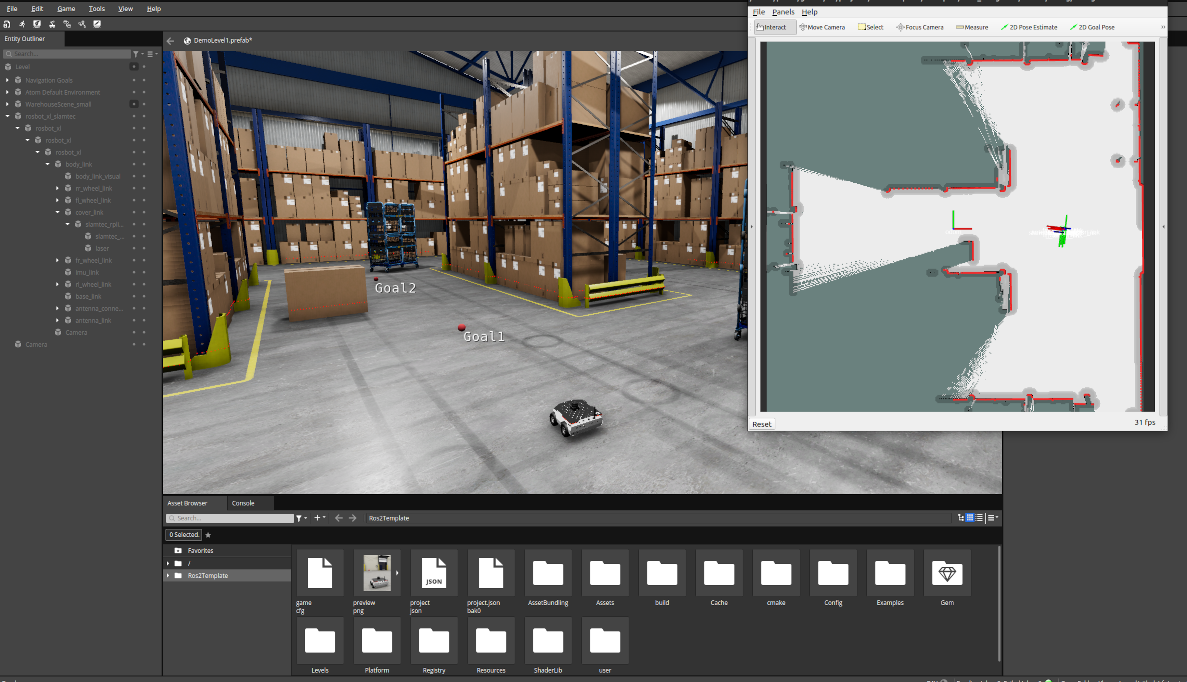 File Edit Game Tools View Help
Entity Outliner
Search...
Level
Navigation Goals
Atom Default Environment
WarehouseScene_small
rosbot_xl_slamtec
rosbot_xl
rosbot_xl
rosbot_xl
body_link
body_link_visual
rr_wheel_link
fl_wheel_link
cover_link
slamtec_rpli...
slamtec_...
laser
fr_wheel_link
imu_link
rl_wheel_link
base_link
antenna_conne...
antenna_link
Camera
Camera
DemoLevel1.prefab*
Goal2
Goal1
File Panels Help
Interact Move Camera Select Focus Camera Measure 2D Pose Estimate 2D Goal Pose
Reset
31 fps
Asset Browser Console
Search...
Ros2Template
0 Selected.
Favorites
/
Ros2Template
game
cfg
preview
png
JSON
project
json
project.json
bak0
AssetBundling
Assets
build
Cache
cmake
Config
Examples
Gem
Levels
Platform
Registry
Resources
ShaderLib
user